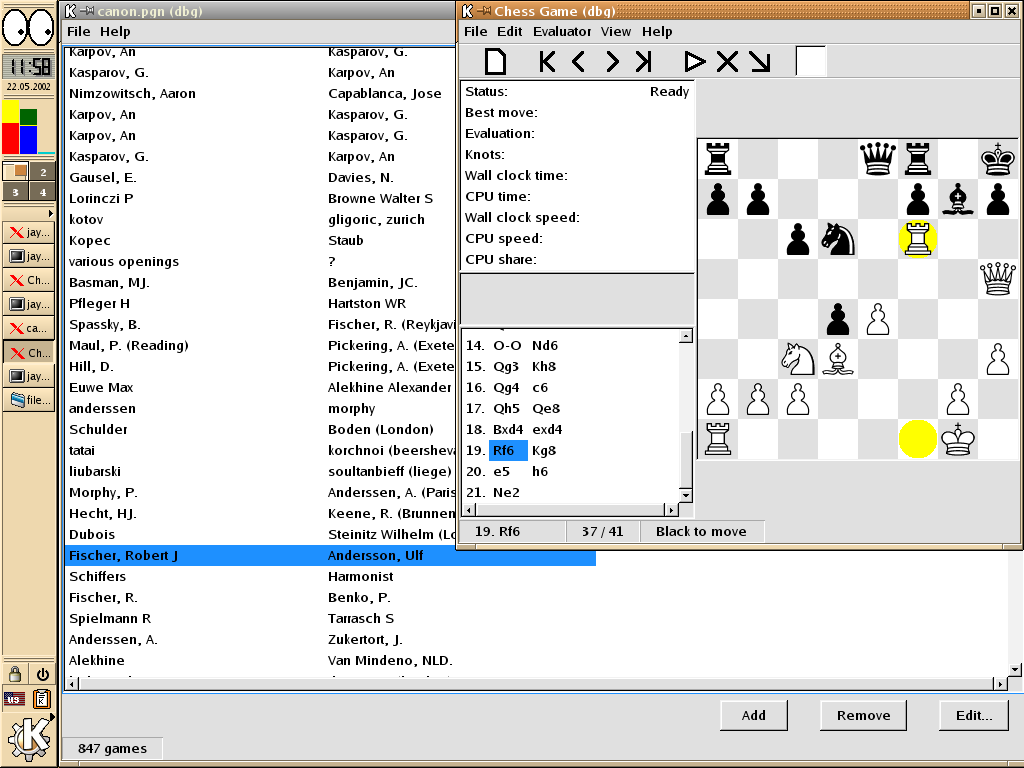 canon.pgn (dbg)
File Help
Karpov, An Kasparov, G.
Kasparov, G. Karpov, An
Nimzowitsch, Aaron Capablanca, Jose
Karpov, An Kasparov, G.
Karpov, An Kasparov, G.
Kasparov, G. Karpov, An
Gausel, E. Davies, N.
Lorinczi P Browne Walter S
kotov gligoric, zurich
Kopec Staub
various openings ?
Basman, MJ. Benjamin, JC.
Pfleger H Hartston WR
Spassky, B. Fischer, R. (Reykjavi
Maul, P. (Reading) Pickering, A. (Exete
Hill, D. Pickering, A. (Exete
Euwe Max Alekhine Alexander
anderssen morphy
Schulder Boden (London)
tatai korchnoi (beersheva
liubarski soultanbieff (liege)
Morphy, P. Anderssen, A. (Paris
Hecht, HJ. Keene, R. (Brunnen
Dubois Steinitz Wilhelm (Lo
Fischer, Robert J Andersson, Ulf
Schiffers Harmonist
Fischer, R. Benko, P.
Spielmann R Tarrasch S
Anderssen, A. Zukertort, J.
Alekhine Van Mindeno, NLD.
Add Remove Edit...
847 games
Chess Game (dbg)
File Edit Evaluator View Help
Status: Ready
Best move:
Evaluation:
Knots:
Wall clock time:
CPU time:
Wall clock speed:
CPU speed:
CPU share:
14. O-O Nd6
15. Qg3 Kh8
16. Qg4 c6
17. Qh5 Qe8
18. Bxd4 exd4
19. Rf6 Kg8
20. e5 h6
21. Ne2
19. Rf6 37 / 41 Black to move
11:58
22.05.2002
2
3 4
jay...
jay...
Ch...
jay...
ca...
Ch...
jay...
file...
us